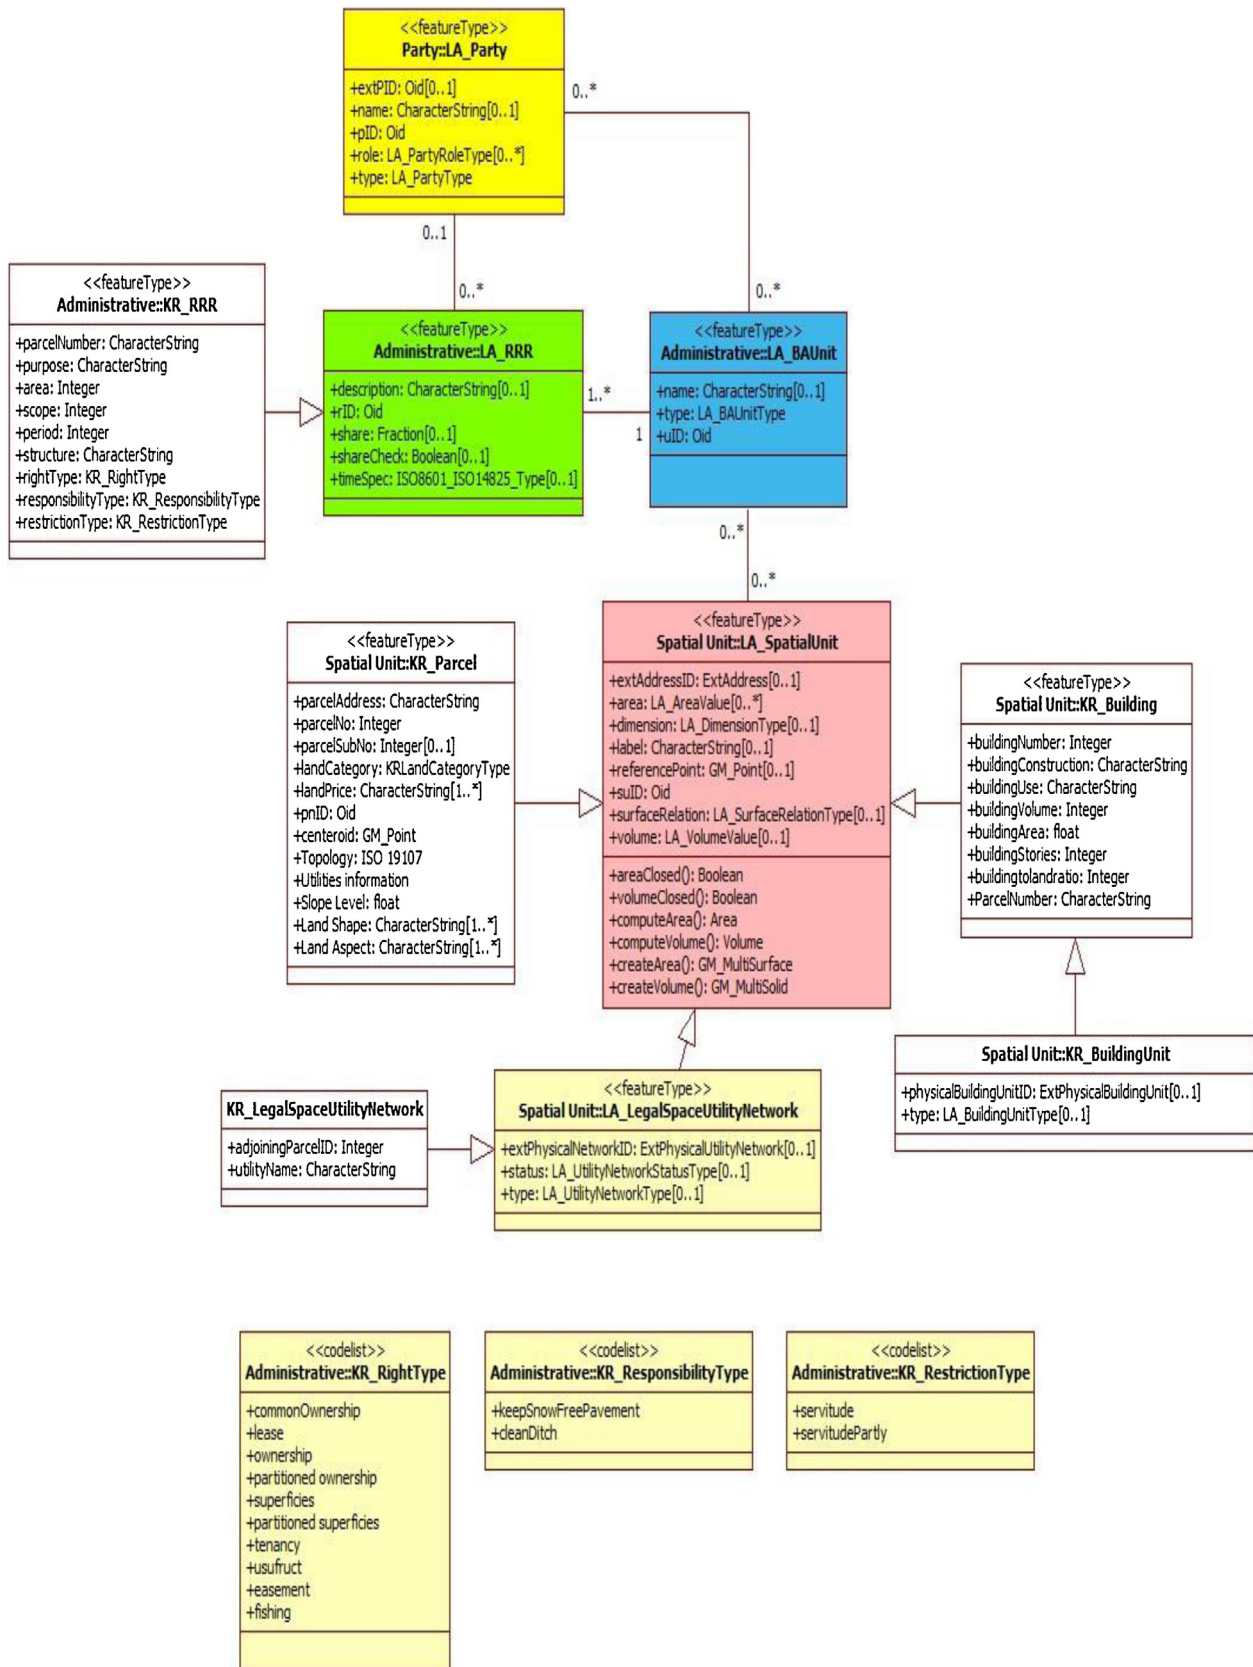 <<featureType>>
Party::LA_Party
+extPID: Oid[0..1]
+name: CharacterString[0..1]
+pID: Oid
+role: LA_PartyRoleType[0..*]
+type: LA_PartyType
0..*
0..1
0..*
0..*
<<featureType>>
Administrative::KR_RRR
+parcelNumber: CharacterString
+purpose: CharacterString
+area: Integer
+scope: Integer
+period: Integer
+structure: CharacterString
+rightType: KR_RightType
+responsibilityType: KR_ResponsibilityType
+restrictionType: KR_RestrictionType
<<featureType>>
Administrative::LA_RRR
+description: CharacterString[0..1]
+rID: Oid
+share: Fraction[0..1]
+shareCheck: Boolean[0..1]
+timeSpec: ISO8601_ISO14825_Type[0..1]
1..*
1
<<featureType>>
Administrative::LA_BAUnit
+name: CharacterString[0..1]
+type: LA_BAUnitType
+uID: Oid
0..*
0..*
<<featureType>>
Spatial Unit::KR_Parcel
+parcelAddress: CharacterString
+parcelNo: Integer
+parcelSubNo: Integer[0..1]
+landCategory: KRLandCategoryType
+landPrice: CharacterString[1..*]
+pnID: Oid
+centeroid: GM_Point
+Topology: ISO 19107
+Utilities information
+Slope Level: float
+Land Shape: CharacterString[1..*]
+Land Aspect: CharacterString[1..*]
<<featureType>>
Spatial Unit::LA_SpatialUnit
+extAddressID: ExtAddress[0..1]
+area: LA_AreaValue[0..*]
+dimension: LA_DimensionType[0..1]
+label: CharacterString[0..1]
+referencePoint: GM_Point[0..1]
+suID: Oid
+surfaceRelation: LA_SurfaceRelationType[0..1]
+volume: LA_VolumeValue[0..1]
+areaClosed(): Boolean
+volumeClosed(): Boolean
+computeArea(): Area
+computeVolume(): Volume
+createArea(): GM_MultiSurface
+createVolume(): GM_MultiSolid
<<featureType>>
Spatial Unit::KR_Building
+buildingNumber: Integer
+buildingConstruction: CharacterString
+buildingUse: CharacterString
+buildingVolume: Integer
+buildingArea: float
+buildingStories: Integer
+buildingtolandratio: Integer
+ParcelNumber: CharacterString
Spatial Unit::KR_BuildingUnit
+physicalBuildingUnitID: ExtPhysicalBuildingUnit[0..1]
+type: LA_BuildingUnitType[0..1]
KR_LegalSpaceUtilityNetwork
+adjoiningParcelID: Integer
+utilityName: CharacterString
<<featureType>>
Spatial Unit::LA_LegalSpaceUtilityNetwork
+extPhysicalNetworkID: ExtPhysicalUtilityNetwork[0..1]
+status: LA_UtilityNetworkStatusType[0..1]
+type: LA_UtilityNetworkType[0..1]
<<codelist>>
Administrative::KR_RightType
+commonOwnership
+lease
+ownership
+partitioned ownership
+superficies
+partitioned superficies
+tenancy
+usufruct
+easement
+fishing
<<codelist>>
Administrative::KR_ResponsibilityType
+keepSnowFreePavement
+cleanDitch
<<codelist>>
Administrative::KR_RestrictionType
+servitude
+servitudePartly